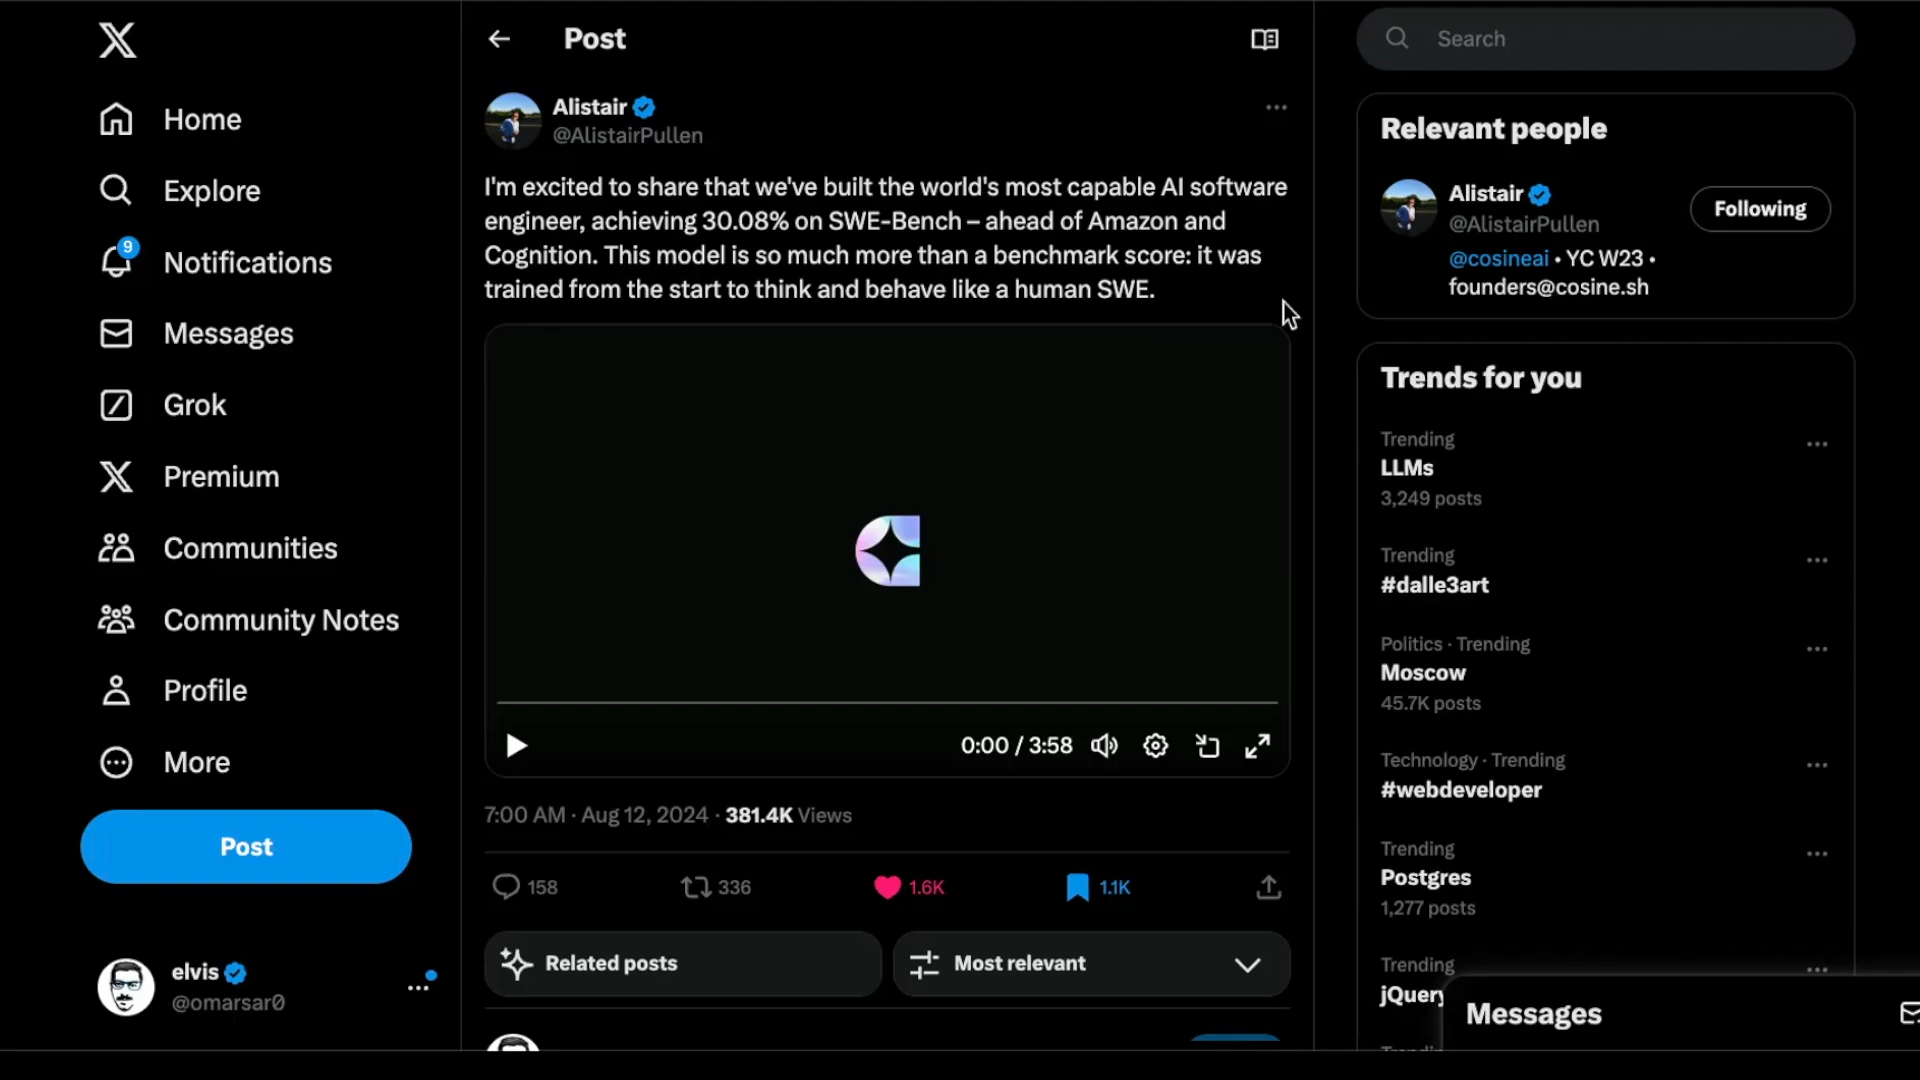 Home
Explore
9
Notifications
Messages
Grok
Premium
Communities
Community Notes
Profile
More
Post
elvis
@omarsar0
Post
Alistair
@AlistairPullen
I'm excited to share that we've built the world's most capable AI software
engineer, achieving 30.08% on SWE-Bench – ahead of Amazon and
Cognition. This model is so much more than a benchmark score: it was
trained from the start to think and behave like a human SWE.
0:00 / 3:58
7:00 AM · Aug 12, 2024 · 381.4K Views
158 336 1.6K 1.1K
Related posts
Most relevant
Search
Relevant people
Alistair
@AlistairPullen
Following
@cosineai • YC W23 •
founders@cosine.sh
Trends for you
Trending
LLMs
3,249 posts
Trending
#dalle3art
Politics · Trending
Moscow
45.7K posts
Technology · Trending
#webdeveloper
Trending
Postgres
1,277 posts
Trending
jQuery
Messages